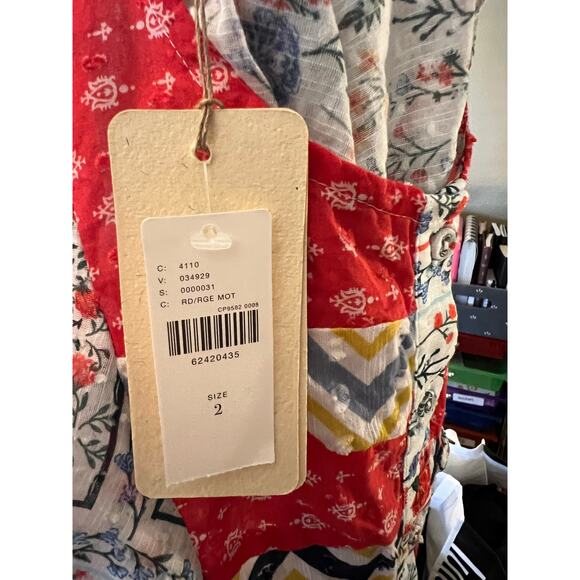 C: 4110
V: 034929
S: 0000031
C: RD/RGE MOT
CP9582 0008
62420435
SIZE
2